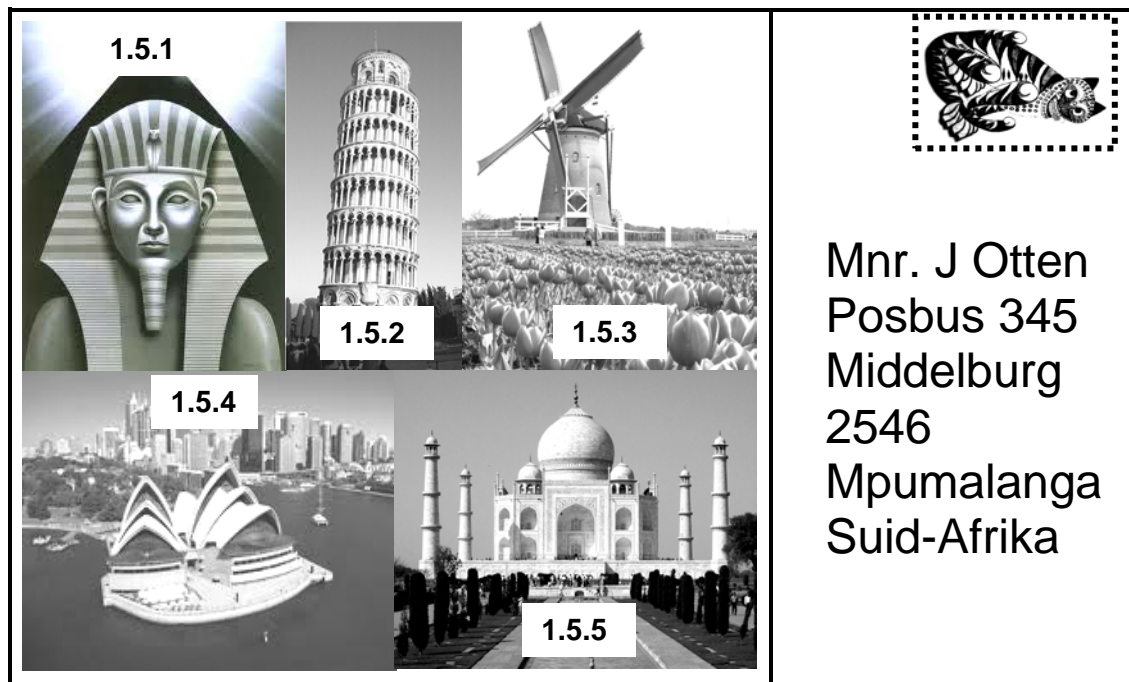 1.5.1
1.5.2
1.5.3
1.5.4
1.5.5
Mnr. J Otten
Posbus 345
Middelburg
2546
Mpumalanga
Suid-Afrika